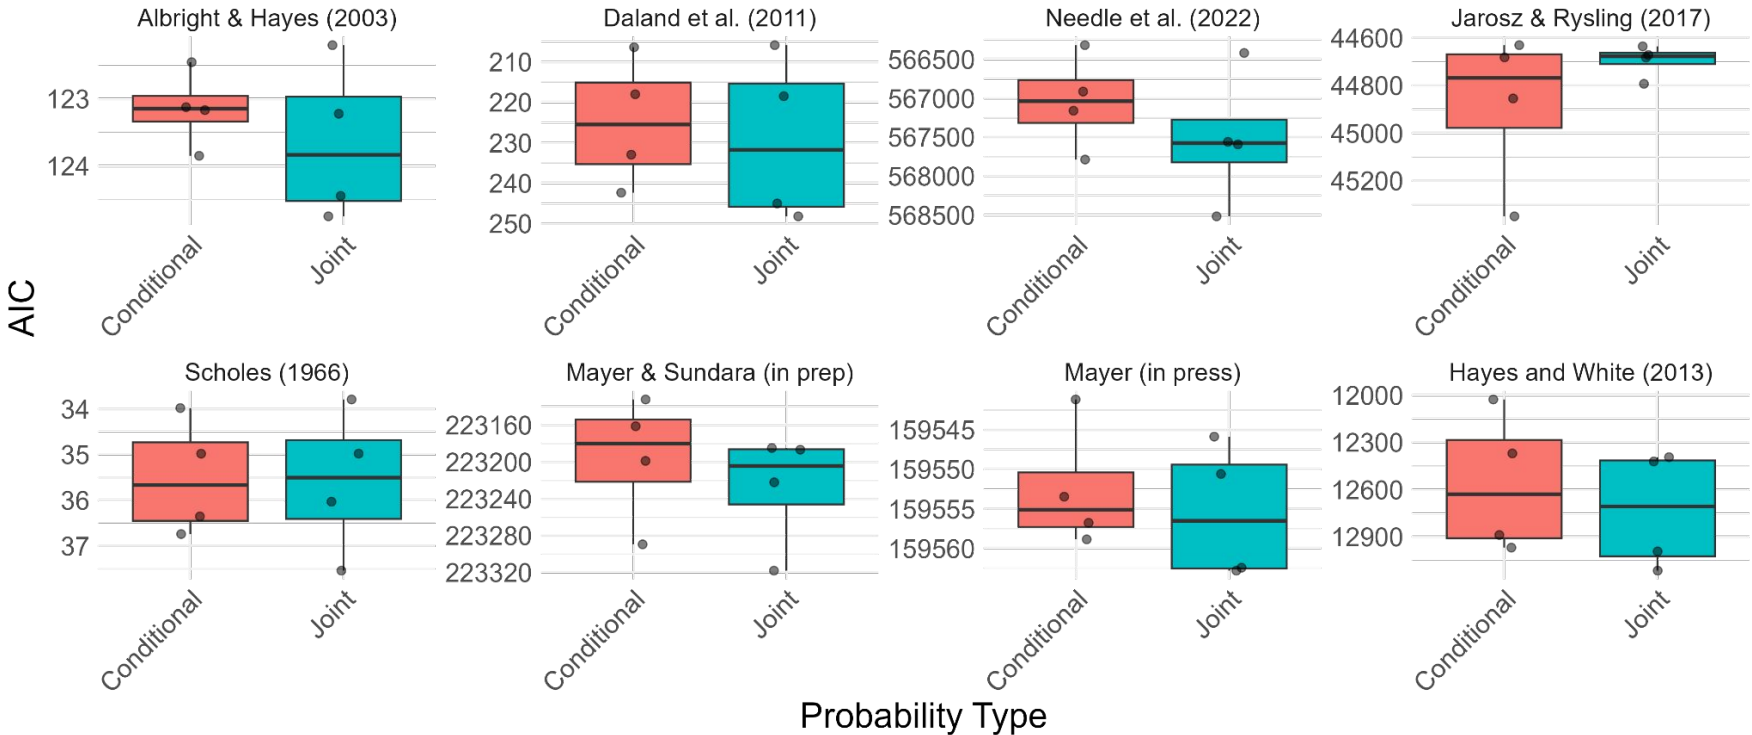 Albright & Hayes (2003)
Daland et al. (2011)
Needle et al. (2022)
Jarosz & Rysling (2017)
123
124
210
220
230
240
250
566500
567000
567500
568000
568500
44600
44800
45000
45200
Conditional
Joint
Conditional
Joint
Conditional
Joint
Conditional
Joint
AIC
Scholes (1966)
Mayer & Sundara (in prep)
Mayer (in press)
Hayes and White (2013)
34
35
36
37
223160
223200
223240
223280
223320
159545
159550
159555
159560
12000
12300
12600
12900
Conditional
Joint
Conditional
Joint
Conditional
Joint
Conditional
Joint
Probability Type